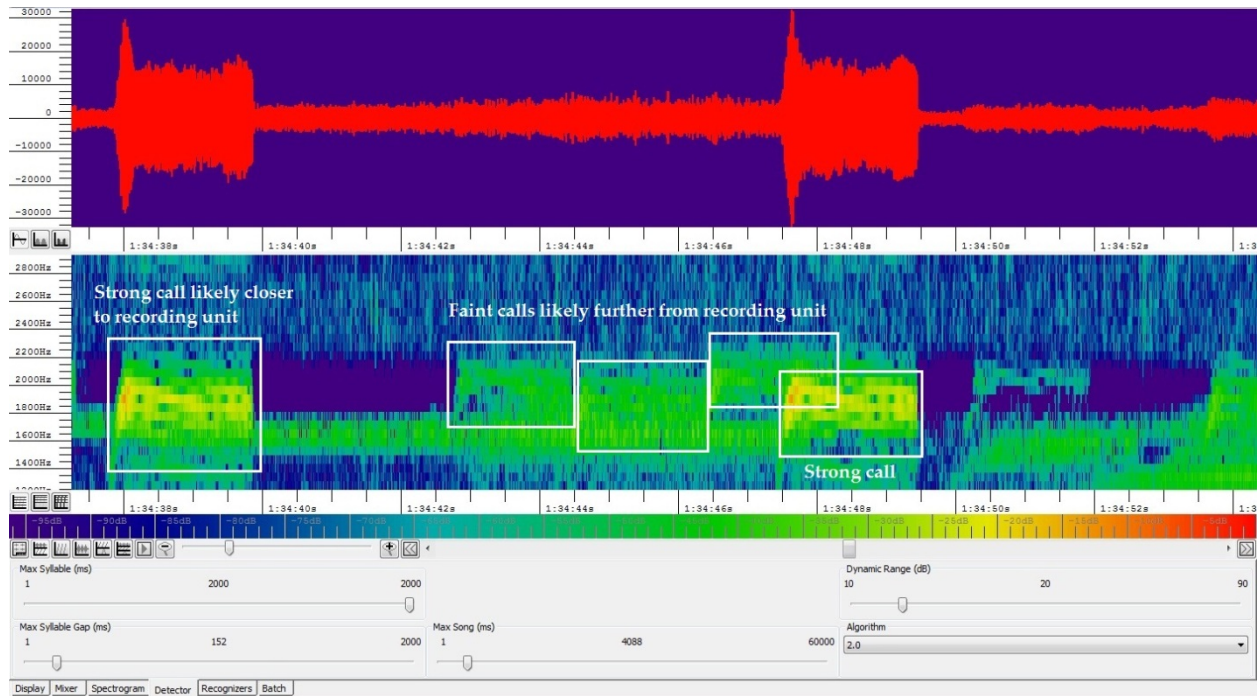 30000
20000
10000
0
-10000
-20000
-30000
1:34:38s 1:34:40s 1:34:42s 1:34:44s 1:34:46s 1:34:48s 1:34:50s 1:34:52s
2800Hz
2600Hz
2400Hz
2200Hz
2000Hz
1800Hz
1600Hz
1400Hz
Strong call likely closer
to recording unit
Faint calls likely further from recording unit
Strong call
1:34:38s 1:34:40s 1:34:42s 1:34:44s 1:34:46s 1:34:48s 1:34:50s 1:34:52s
-95dB -90dB -85dB -80dB -75dB -70dB -30dB -25dB -20dB -15dB -10dB -5dB
Max Syllable (ms)
1 2000 2000
Dynamic Range (dB)
10 20 90
Max Syllable Gap (ms)
1 152 2000
Max Song (ms)
1 4088 60000
Algorithm
2.0
Display Mixer Spectrogram Detector Recognizers Batch